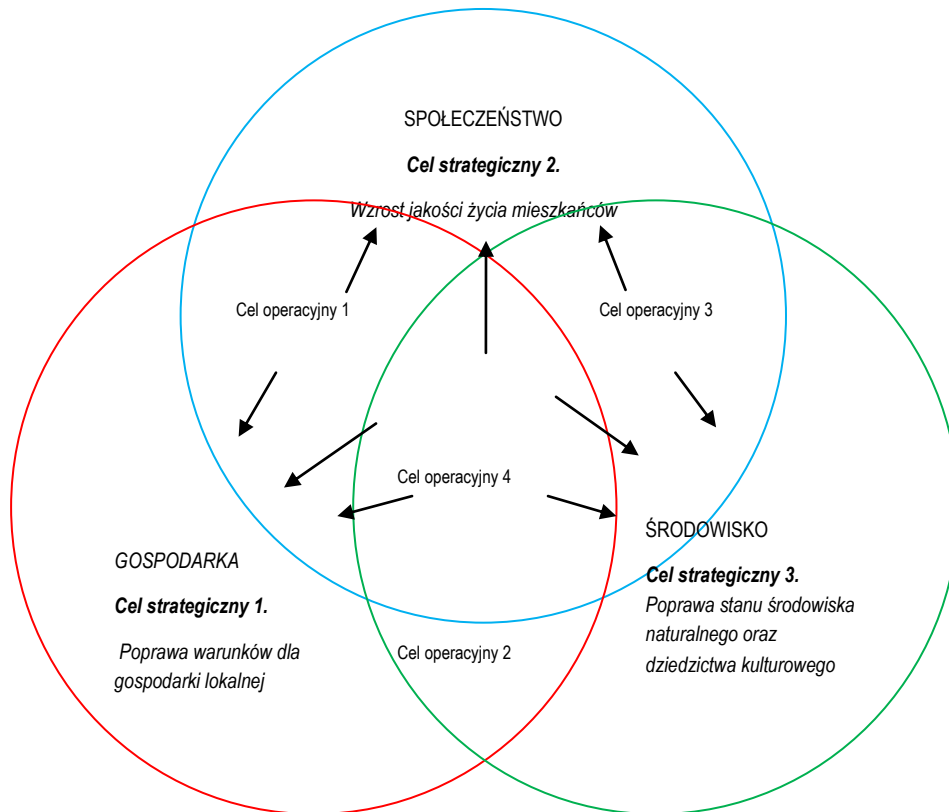 SPOŁECZEŃSTWO
Cel strategiczny 2.
Wzrost jakości życia mieszkańców
Cel operacyjny 1
Cel operacyjny 3
Cel operacyjny 4
GOSPODARKA
Cel strategiczny 1.
Poprawa warunków dla
gospodarki lokalnej
ŚRODOWISKO
Cel strategiczny 3.
Poprawa stanu środowiska
naturalnego oraz
dziedzictwa kulturowego
Cel operacyjny 2